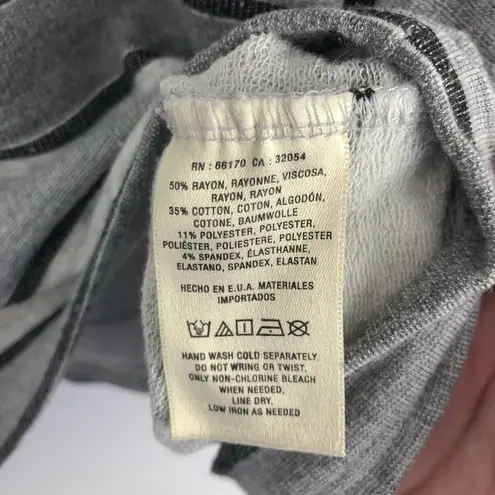 RN : 66170 CA : 32054
50% RAYON, RAYONNE, VISCOSA,
RAYON, RAYON
35% COTTON, COTON, ALGODÓN,
COTONE, BAUMWOLLE
11% POLYESTER, POLYESTER,
POLIÉSTER, POLIESTERE, POLYESTER
4% SPANDEX, ÉLASTHANNE,
ELASTANO, SPANDEX, ELASTAN
HECHO EN E.U.A. MATERIALES
IMPORTADOS
HAND WASH COLD SEPARATELY,
DO NOT WRING OR TWIST,
ONLY NON-CHLORINE BLEACH
WHEN NEEDED,
LINE DRY,
LOW IRON AS NEEDED